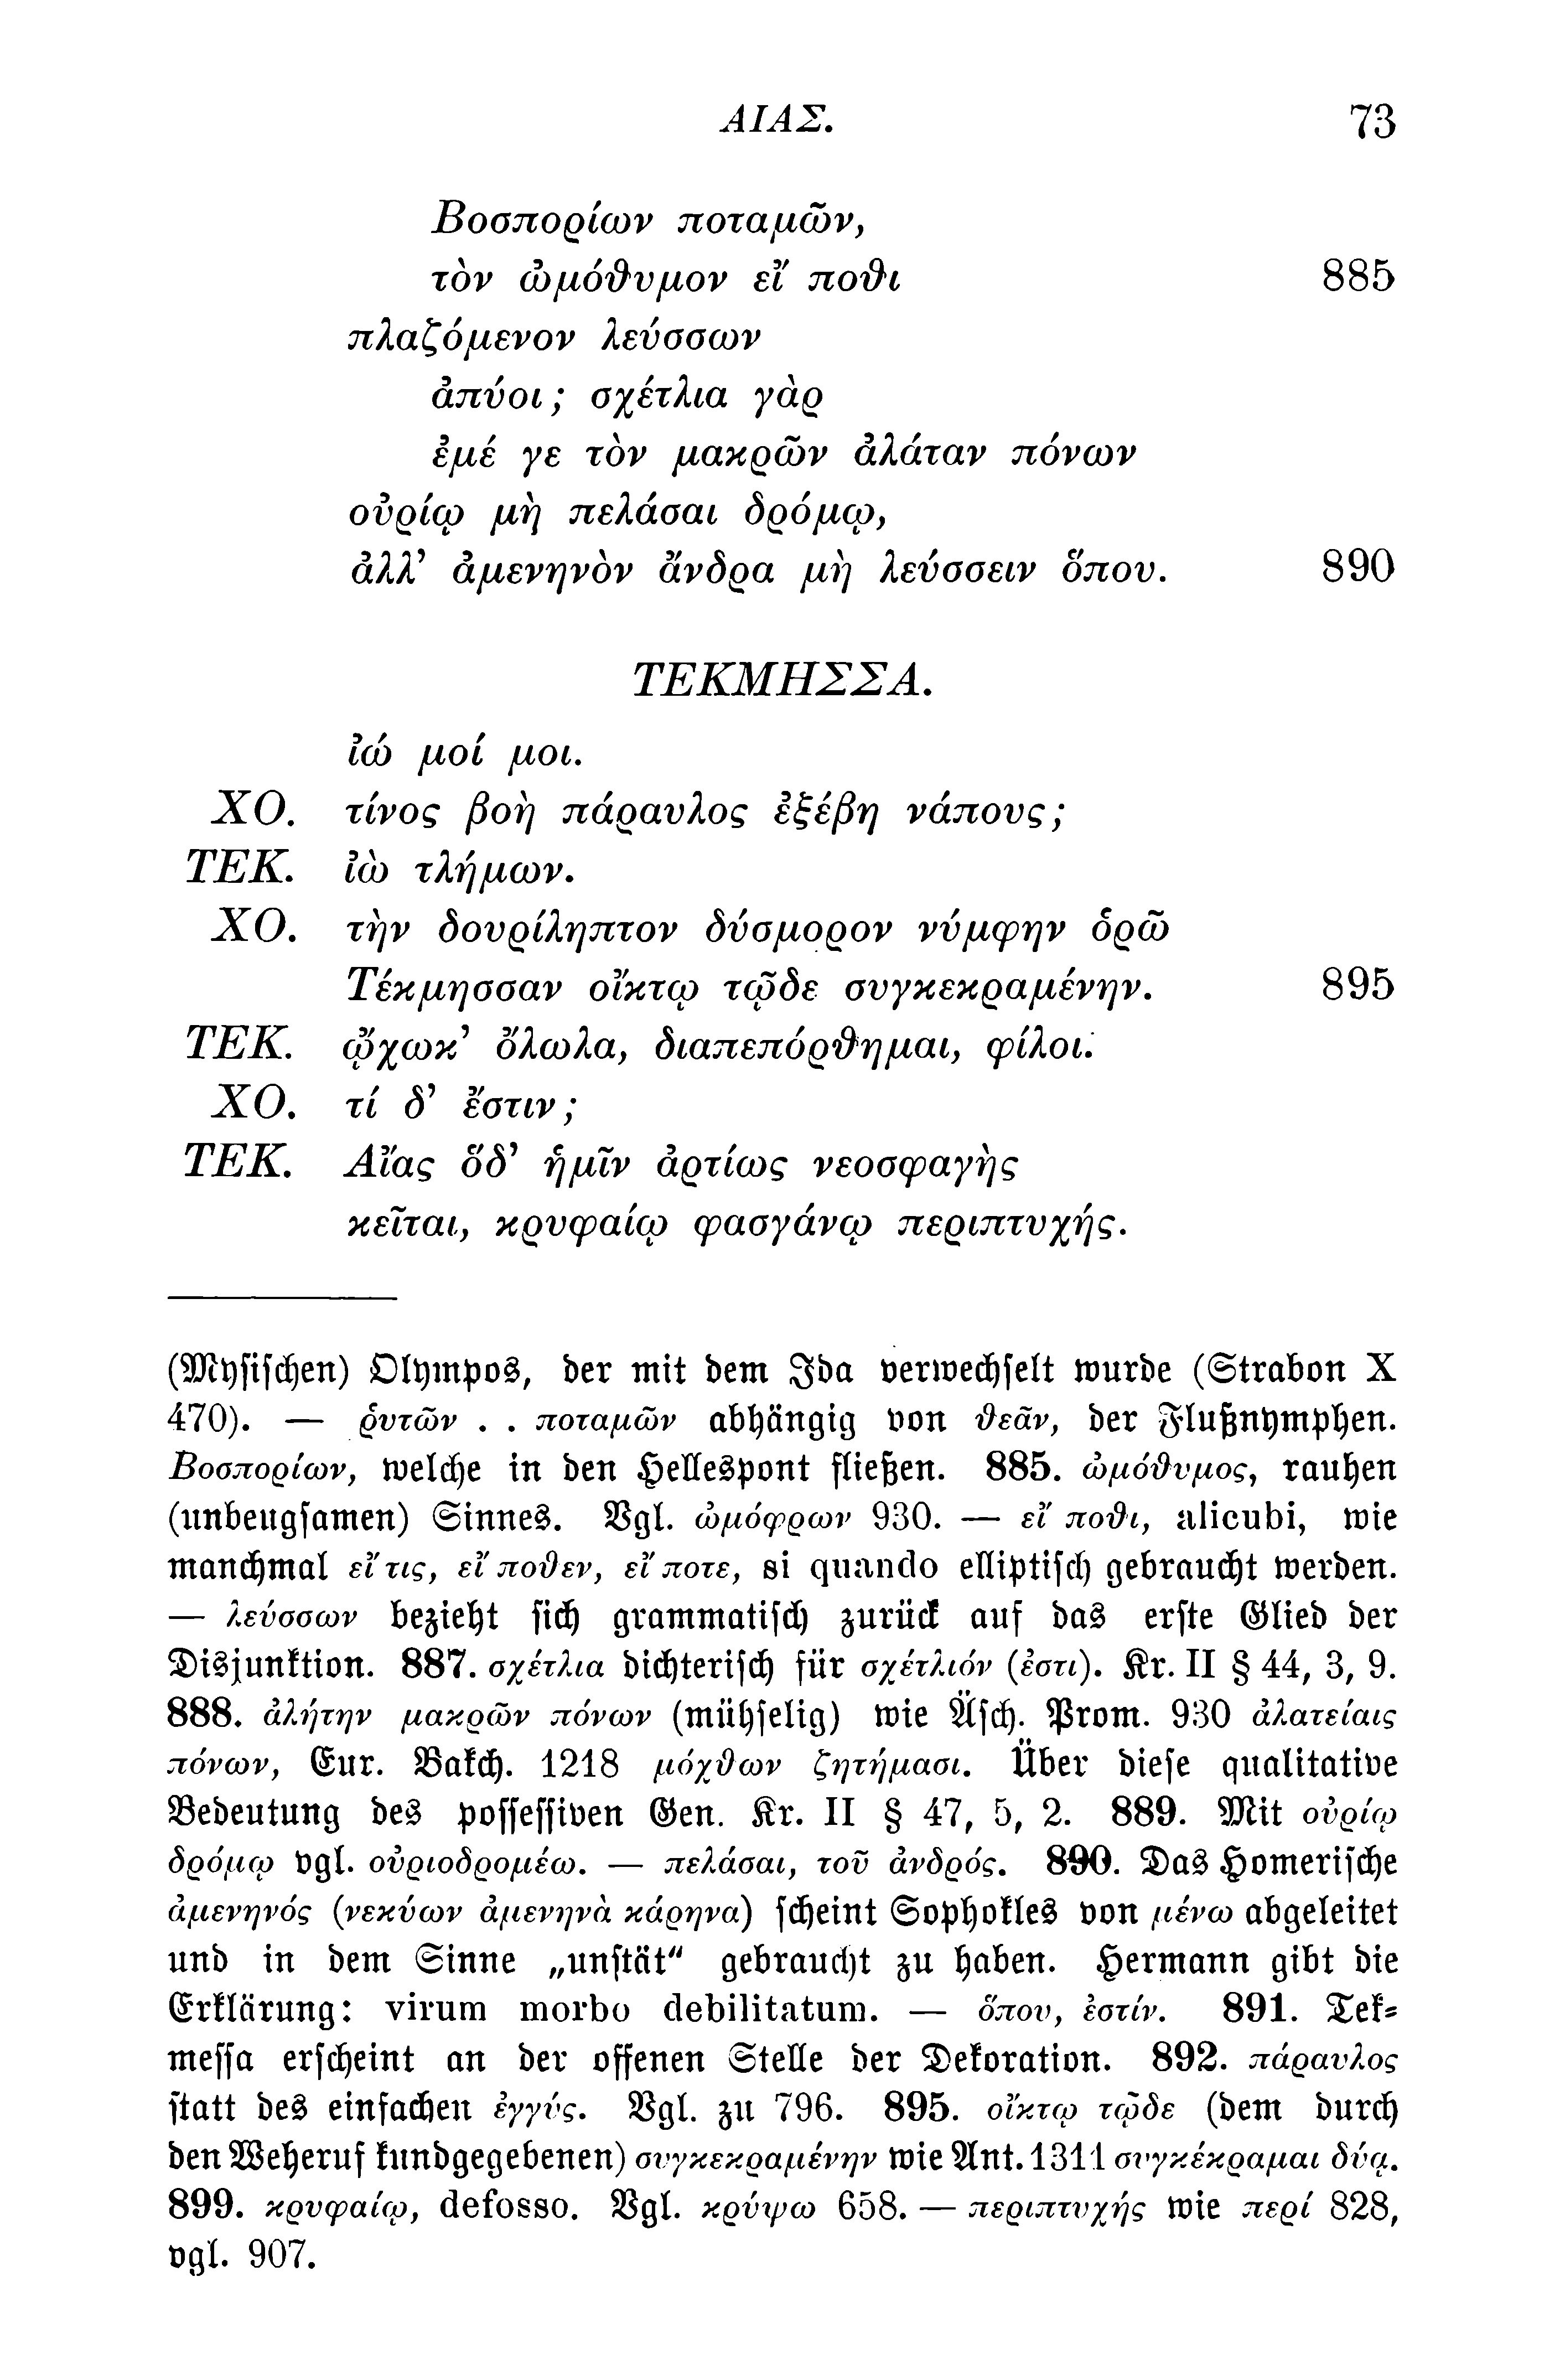 ΑΙΑΣ. 73
Βοσπορίων ποταμῶν,
τὸν ὠμόθυμον εἴ ποθι 885
πλαζόμενον λεύσσων
ἀπύοι; σχέτλια γὰρ
ἐμέ γε τὸν μακρῶν ἀλάταν πόνων
οὐρίῳ μὴ πελάσαι δρόμῳ,
ἀλλ’ ἀμενηνὸν ἄνδρα μὴ λεύσσειν ὅπου. 890
ΤΕΚΜΗΣΣΑ.
ἰώ μοί μοι.
ΧΟ. τίνος βοὴ πάραυλος ἐξέβη νάπους;
ΤΕΚ. ἰὼ τλήμων.
ΧΟ. τὴν δουρίληπτον δύσμορον νύμφην ὁρῶ
Τέκμησσαν οἴκτῳ τῷδε συγκεκραμένην. 895
ΤΕΚ. ᾤχωκ’ ὄλωλα, διαπεπόρθημαι, φίλοι.
ΧΟ. τί δ’ ἔστιν;
ΤΕΚ. Αἴας ὅδ’ ἡμῖν ἀρτίως νεοσφαγὴς
κεῖται, κρυφαίῳ φασγάνῳ περιπτυχής.
(Mysischen) Olympos, der mit dem Ida verwechselt wurde (Strabon X
470). — ῥυτῶν . . ποταμῶν abhängig von θεᾶν, der Flußnymphen.
Βοσπορίων, welche in den Hellespont fließen. 885. ὠμόθυμος, rauhen
(unbeugsamen) Sinnes. Vgl. ὠμόφρων 930. — εἴ ποθι, alicubi, wie
manchmal εἴ τις, εἴ ποθεν, εἴ ποτε, si quando elliptisch gebraucht werden.
— λεύσσων bezieht sich grammatisch zurück auf das erste Glied der
Disjunktion. 887. σχέτλια dichterisch für σχέτλιόν (ἐστι). Kr. II § 44, 3, 9.
888. ἀλήτην μακρῶν πόνων (mühselig) wie Äsch. Prom. 930 ἀλατείαις
πόνων, Eur. Bakch. 1218 μόχθων ζητήμασι. Über diese qualitative
Bedeutung des possessiven Gen. Kr. II § 47, 5, 2. 889. Mit οὐρίῳ
δρόμῳ vgl. οὐριοδρομέω. — πελάσαι, τοῦ ἀνδρός. 890. Das Homerische
ἀμενηνός (νεκύων ἀμενηνὰ κάρηνα) scheint Sophokles von μένω abgeleitet
und in dem Sinne „unstät“ gebraucht zu haben. Hermann gibt die
Erklärung: virum morbo debilitatum. — ὅπου, ἐστίν. 891. Tek-
messa erscheint an der offenen Stelle der Dekoration. 892. πάραυλος
statt des einfachen ἐγγύς. Vgl. zu 796. 895. οἴκτῳ τῷδε (dem durch
den Weheruf kundgegebenen) συγκεκραμένην wie Ant. 1311 συγκέκραμαι δύᾳ.
899. κρυφαίῳ, defosso. Vgl. κρύψω 658. — περιπτυχής wie περί 828,
vgl. 907.